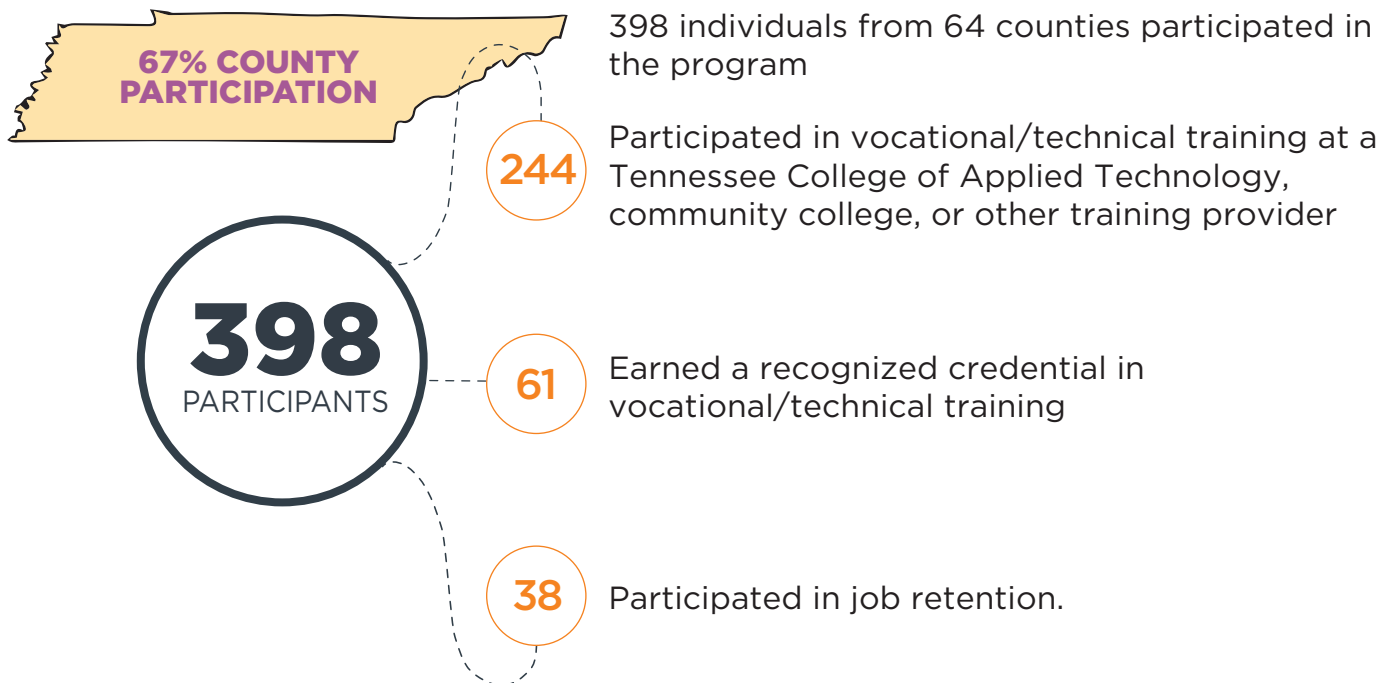 67% COUNTY
PARTICIPATION
398 individuals from 64 counties participated in
the program
244
Participated in vocational/technical training at a
Tennessee College of Applied Technology,
community college, or other training provider
398
PARTICIPANTS
61
Earned a recognized credential in
vocational/technical training
38
Participated in job retention.